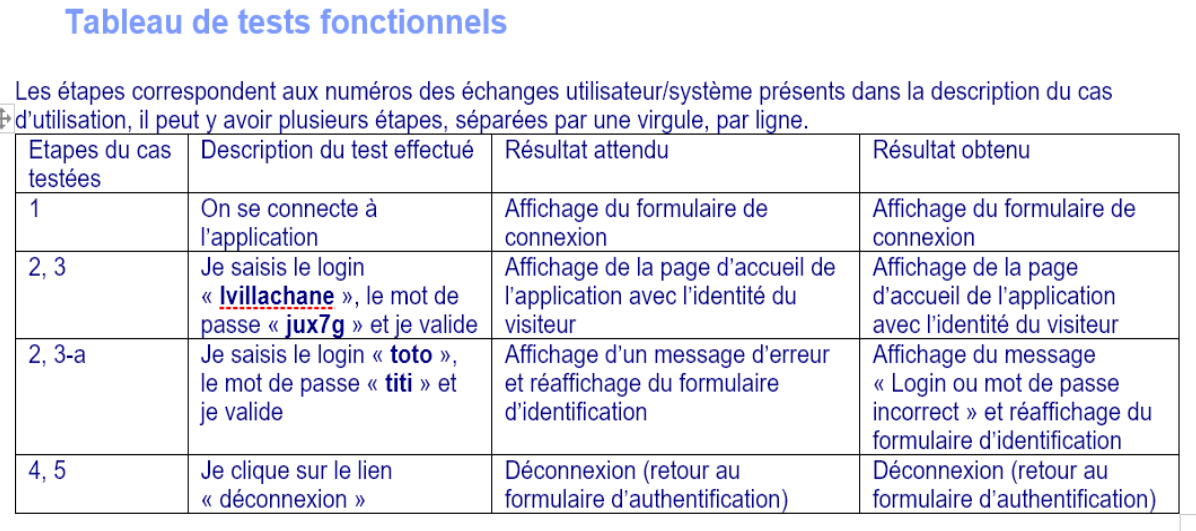 Tableau de tests fonctionnels
Les étapes correspondent aux numéros des échanges utilisateur/système présents dans la description du cas
d’utilisation, il peut y avoir plusieurs étapes, séparées par une virgule, par ligne.
Etapes du cas
testées
Description du test effectué
Résultat attendu
Résultat obtenu
1
On se connecte à
l’application
Affichage du formulaire de
connexion
Affichage du formulaire de
connexion
2, 3
Je saisis le login
« lvillachane », le mot de
passe « jux7g » et je valide
Affichage de la page d’accueil de
l’application avec l’identité du
visiteur
Affichage de la page
d’accueil de l’application
avec l’identité du visiteur
2, 3-a
Je saisis le login « toto »,
le mot de passe « titi » et
je valide
Affichage d’un message d’erreur
et réaffichage du formulaire
d’identification
Affichage du message
« Login ou mot de passe
incorrect » et réaffichage du
formulaire d’identification
4, 5
Je clique sur le lien
« déconnexion »
Déconnexion (retour au
formulaire d’authentification)
Déconnexion (retour au
formulaire d’authentification)